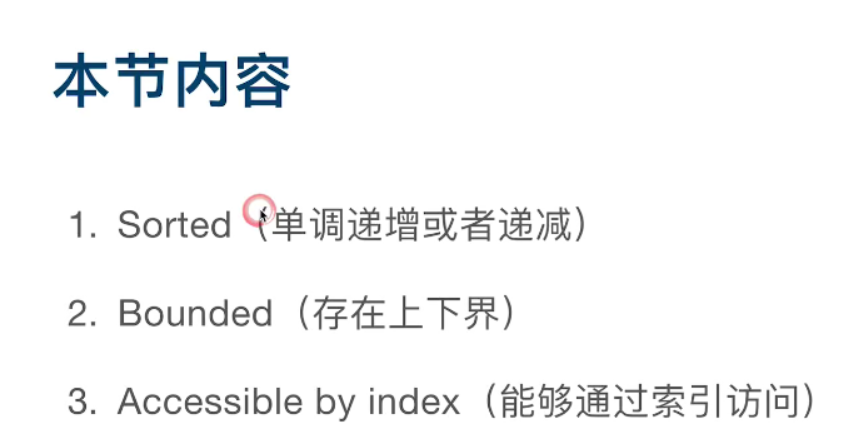 本节内容
1. Sorted（单调递增或者递减）
2. Bounded（存在上下界）
3. Accessible by index（能够通过索引访问）